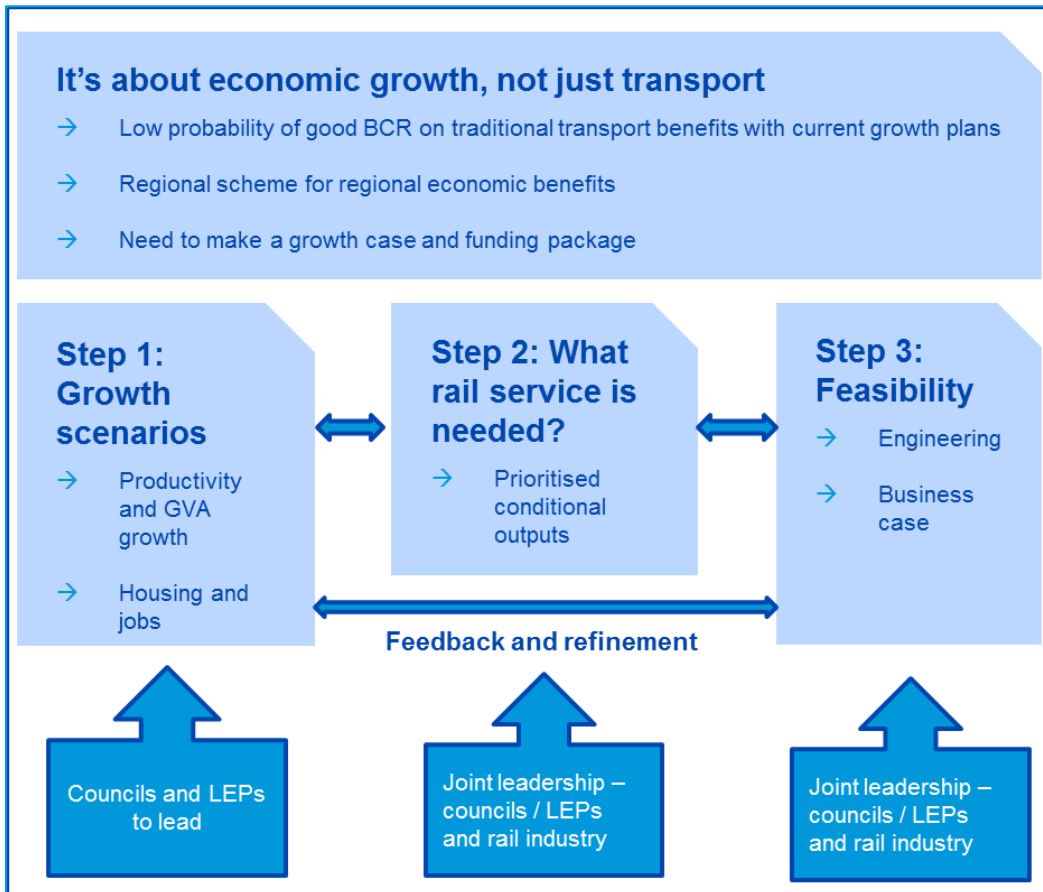 It's about economic growth, not just transport
→ Low probability of good BCR on traditional transport benefits with current growth plans
→ Regional scheme for regional economic benefits
→ Need to make a growth case and funding package
Step 1:
Growth
scenarios
→ Productivity
and GVA
growth
→ Housing and
jobs
Step 2: What
rail service is
needed?
→ Prioritised
conditional
outputs
Step 3:
Feasibility
→ Engineering
→ Business
case
Feedback and refinement
Councils and LEPs
to lead
Joint leadership –
councils / LEPs
and rail industry
Joint leadership –
councils / LEPs
and rail industry